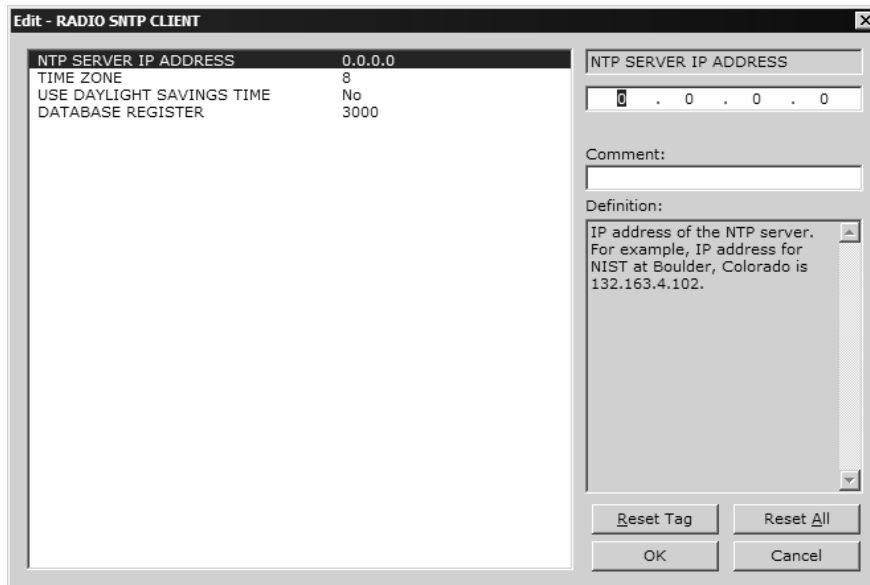 Edit - RADIO SNTP CLIENT
NTP SERVER IP ADDRESS 0.0.0.0
TIME ZONE 8
USE DAYLIGHT SAVINGS TIME No
DATABASE REGISTER 3000
NTP SERVER IP ADDRESS
0 . 0 . 0 . 0
Comment:
Definition:
IP address of the NTP server.
For example, IP address for
NIST at Boulder, Colorado is
132.163.4.102.
Reset Tag Reset All
OK Cancel